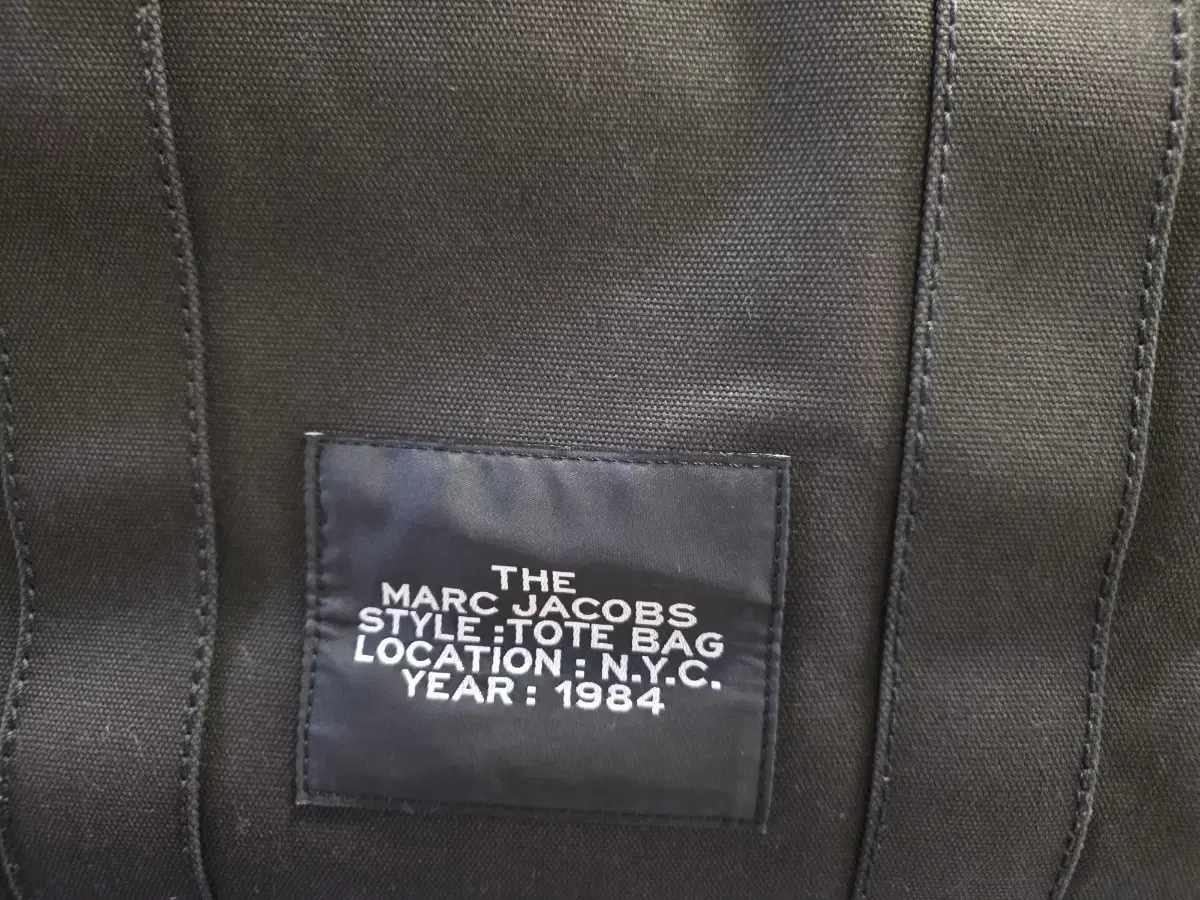 THE
MARC JACOBS
STYLE :TOTE BAG
LOCATION : N.Y.C.
YEAR : 1984